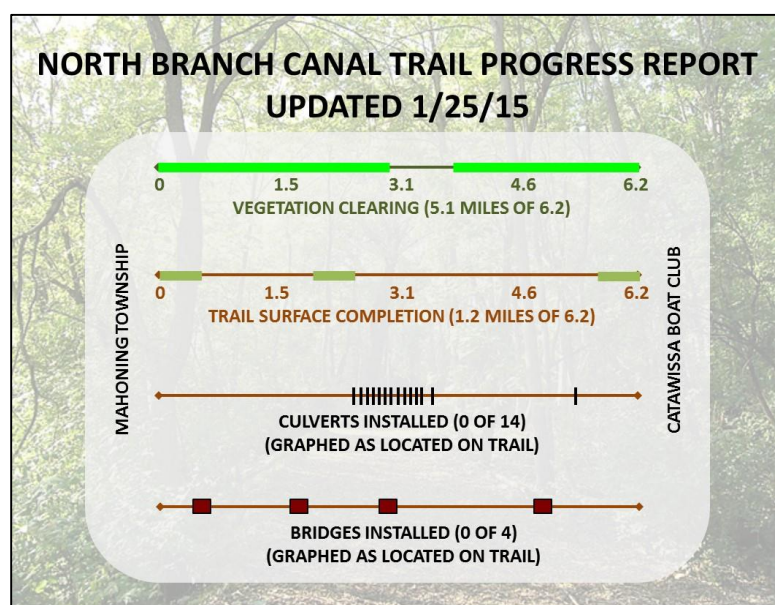 NORTH BRANCH CANAL TRAIL PROGRESS REPORT
UPDATED 1/25/15
0 1.5 3.1 4.6 6.2
VEGETATION CLEARING (5.1 MILES OF 6.2)
MAHONING TOWNSHIP
CATAWISSA BOAT CLUB
0 1.5 3.1 4.6 6.2
TRAIL SURFACE COMPLETION (1.2 MILES OF 6.2)
CULVERTS INSTALLED (0 OF 14)
(GRAPHED AS LOCATED ON TRAIL)
BRIDGES INSTALLED (0 OF 4)
(GRAPHED AS LOCATED ON TRAIL)